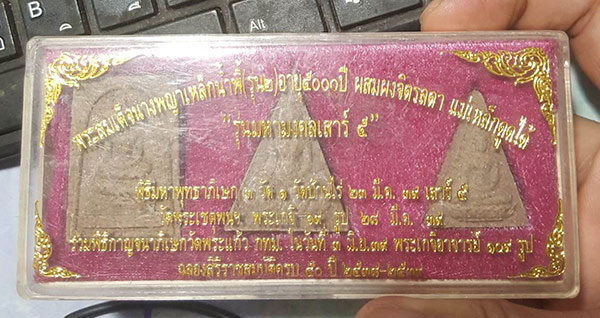 พระสมเด็จนางพญาเหล็กน้ำพี้(รุ่น๒)อายุ๕๐๐๐ปี ผสมผงจิตรลดา แม่เหล็กดูดได้
"รุ่นมหามงคลเสาร์ ๕"
พิธีมหาพุทธาภิเษก ๓ วัด ๑ วัดบ้านไร่ ๒๓ มี.ค. ๓๙ เสาร์ ๕
วัดพระเชตุพนฯ พระเกจิ ๑๙ รูป ๒๘ มี.ค. ๓๙
ร่วมพิธีกาญจนาภิเษกวัดพระแก้ว กทม. ในวันที่ ๓ มิ.ย.๓๙ พระเกจิอาจารย์ ๑๐๙ รูป
ฉลองสิริราชสมบัติครบ ๕๐ ปี ๒๔๘๙-๒๕๓๙
Alt